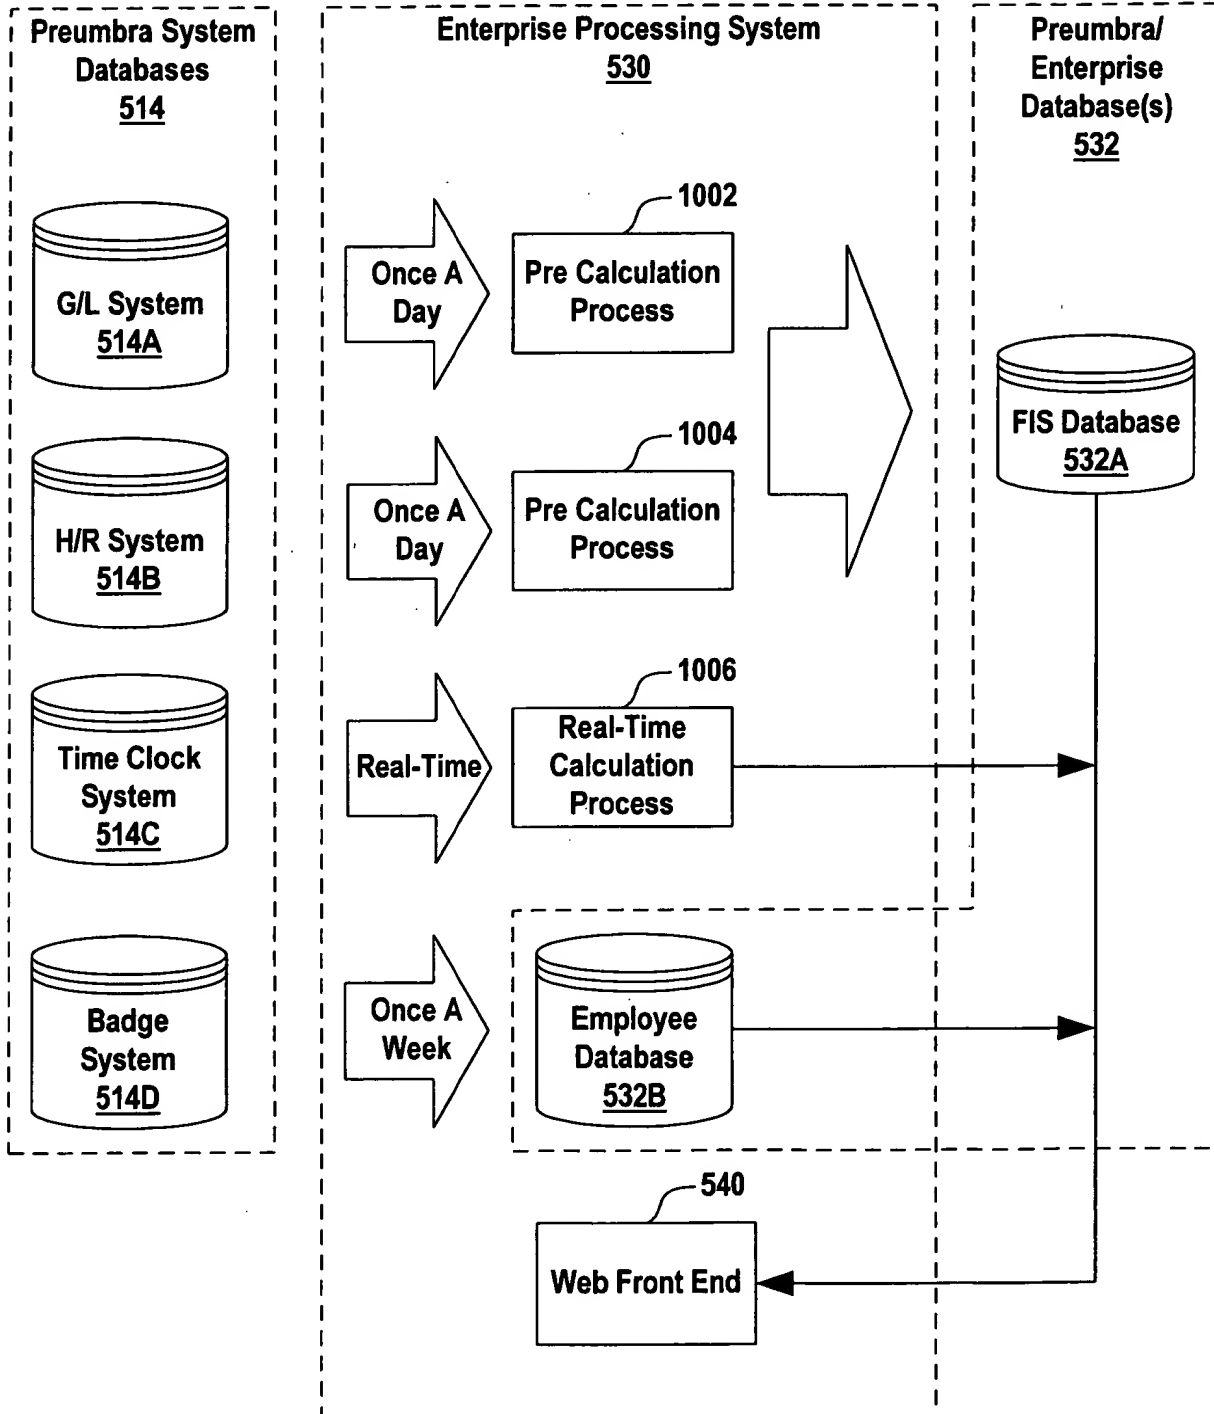 Preumbra System
Databases
514
Enterprise Processing System
530
Preumbra/
Enterprise
Database(s)
532
G/L System
514A
Once A
Day
1002
Pre Calculation
Process
FIS Database
532A
H/R System
514B
Once A
Day
1004
Pre Calculation
Process
Time Clock
System
514C
Real-Time
1006
Real-Time
Calculation
Process
Badge
System
514D
Once A
Week
Employee
Database
532B
540
Web Front End